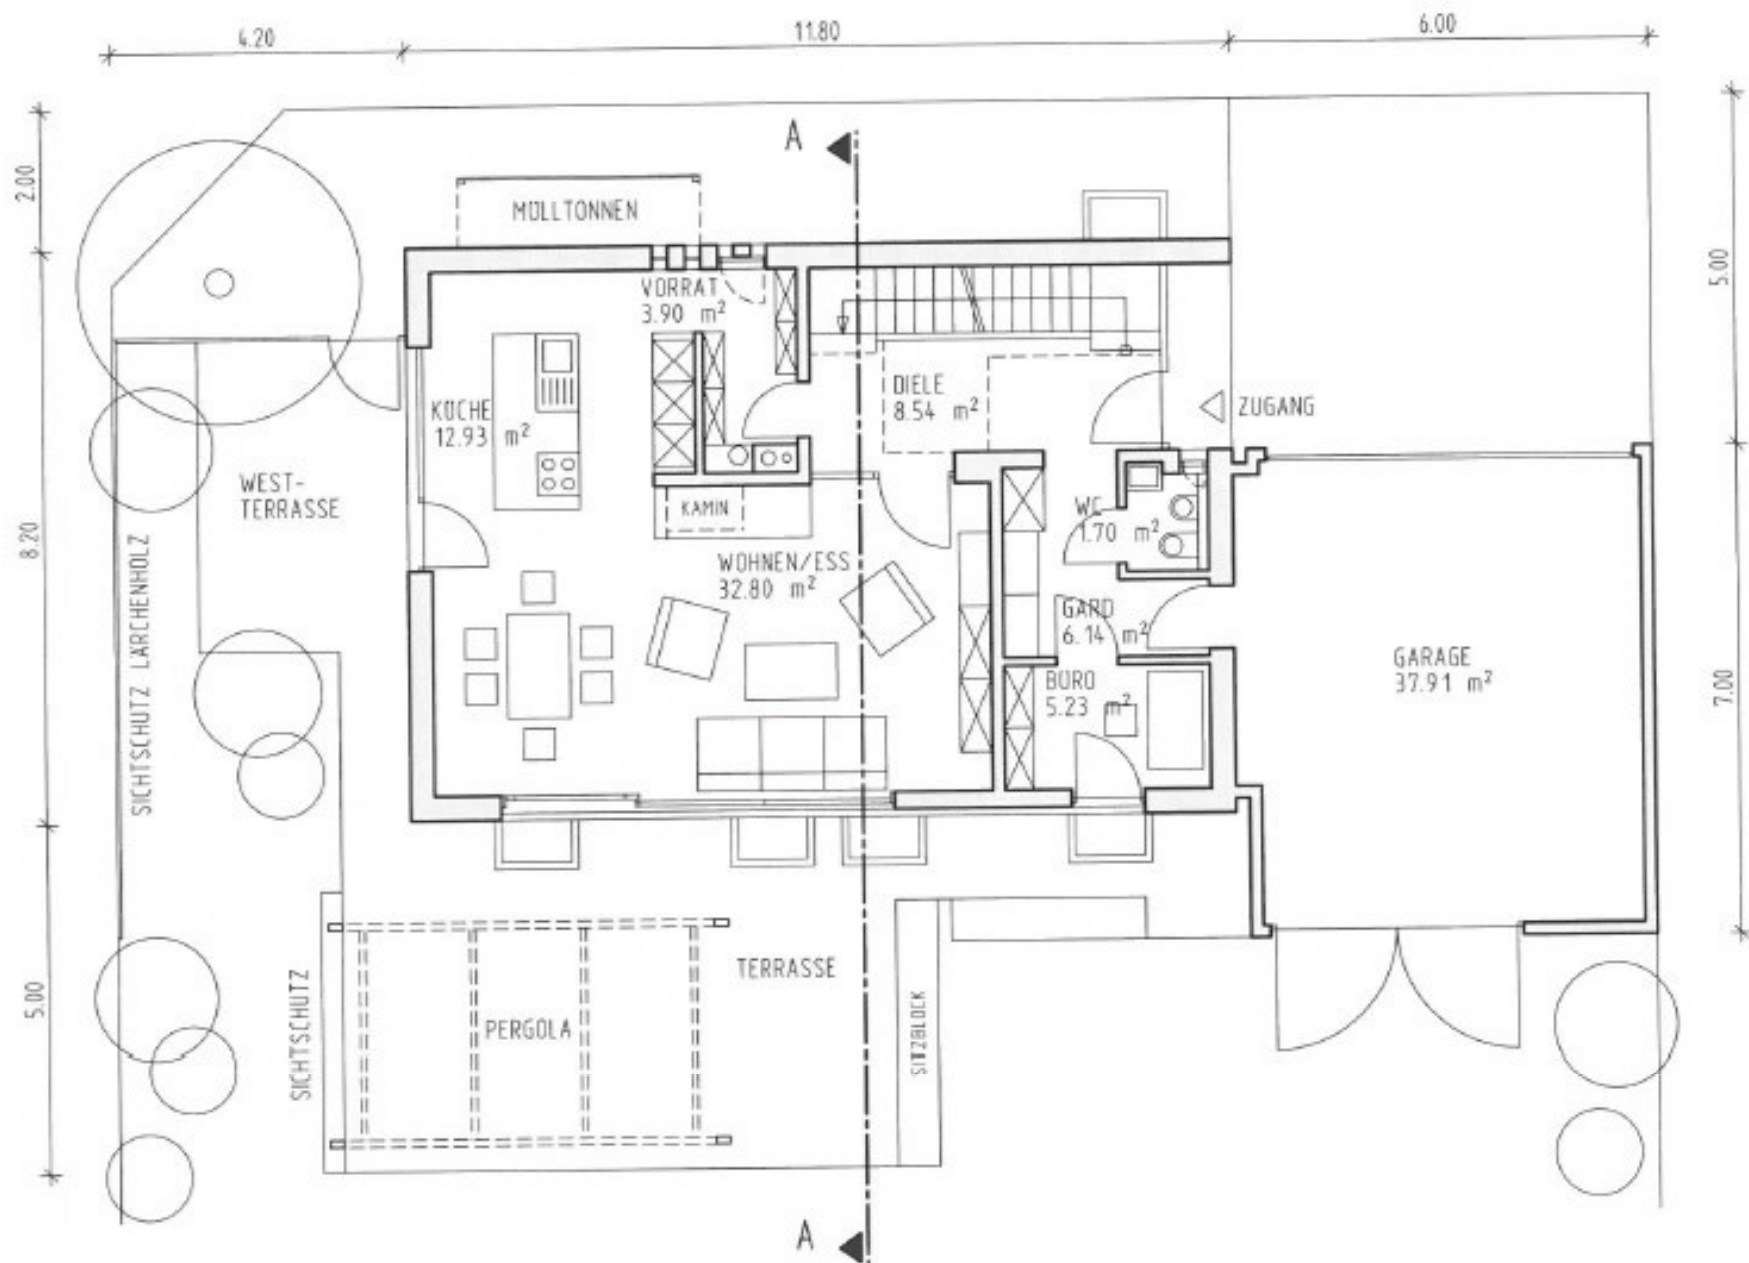 4.20
11.80
6.00
A
2.00
MÜLLTONNEN
5.00
VORRAT
3.90 m²
DIELE
8.54 m²
ZUGANG
KÜCHE
12.93 m²
WEST-
TERRASSE
KAMIN
WC
1.70 m²
8.20
WOHNEN/ESS
32.80 m²
GARD
6.14 m²
SICHTSCHUTZ LÄRCHENHOLZ
BÜRO
5.23 m²
GARAGE
37.91 m²
7.00
TERRASSE
5.00
SICHTSCHUTZ
PERGOLA
SITZBLOCK
A